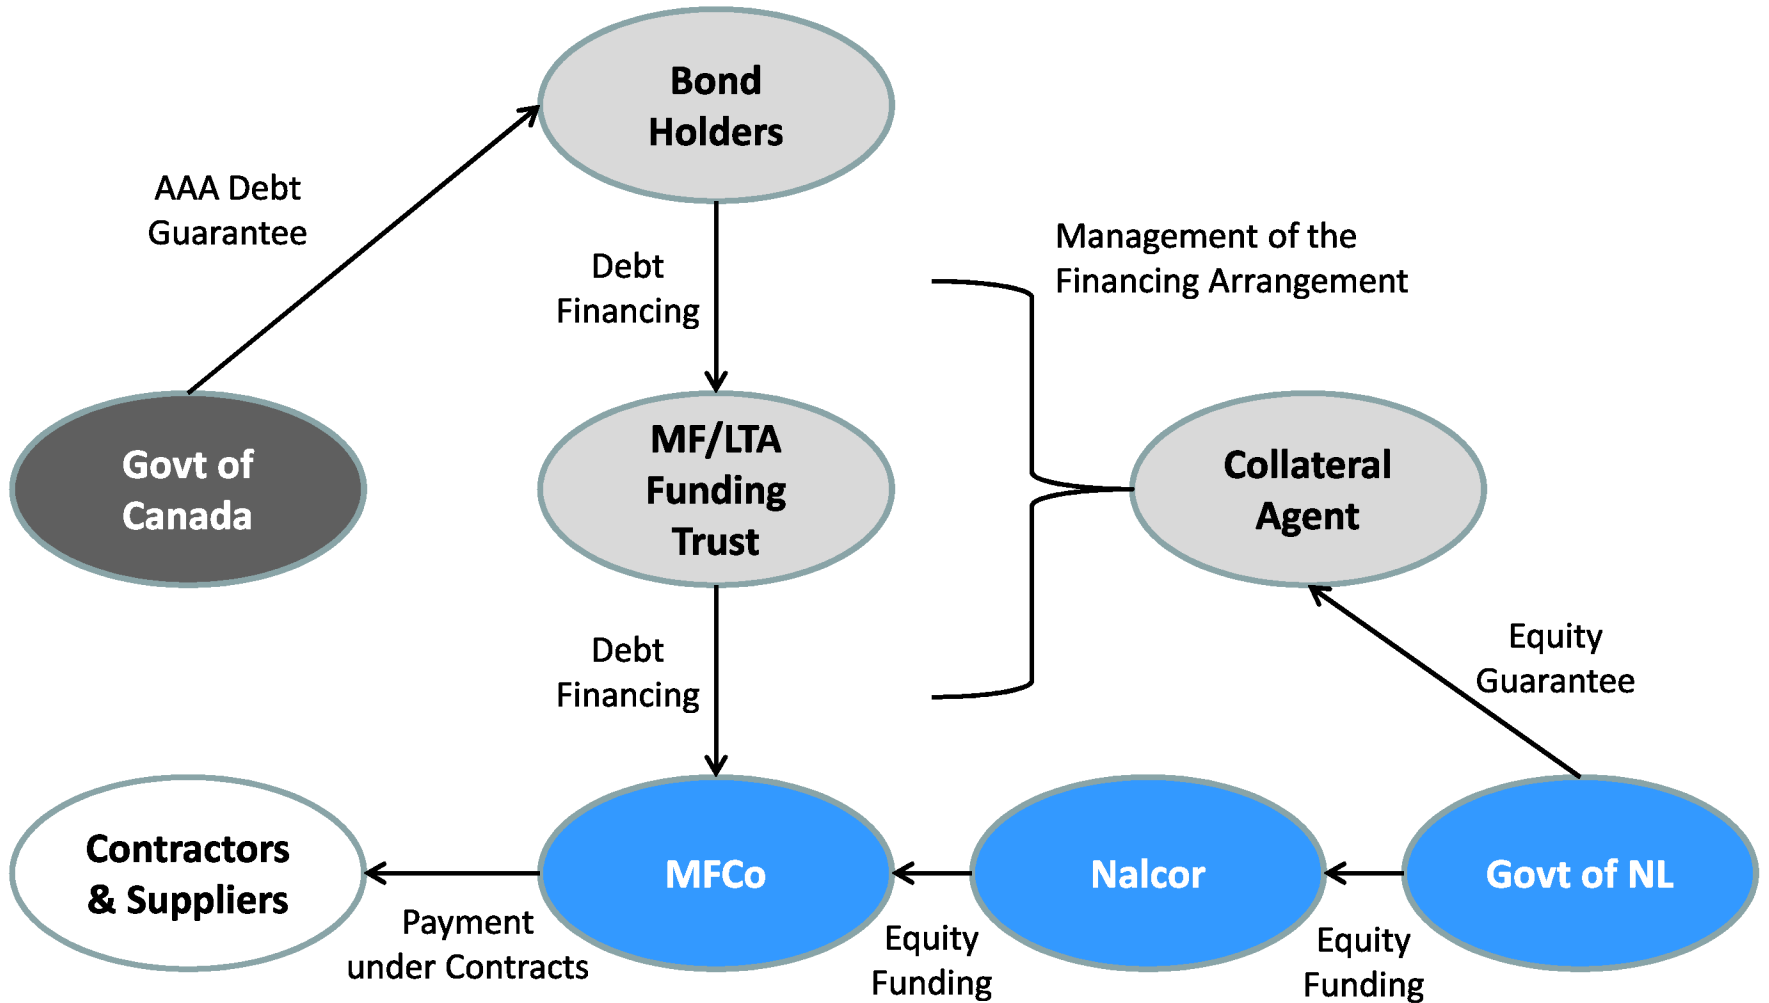 Bond
Holders
AAA Debt
Guarantee
Debt
Financing
Management of the
Financing Arrangement
Govt of
Canada
MF/LTA
Funding
Trust
Collateral
Agent
Debt
Financing
Equity
Guarantee
Contractors
& Suppliers
MFCo
Nalcor
Govt of NL
Payment
under Contracts
Equity
Funding
Equity
Funding